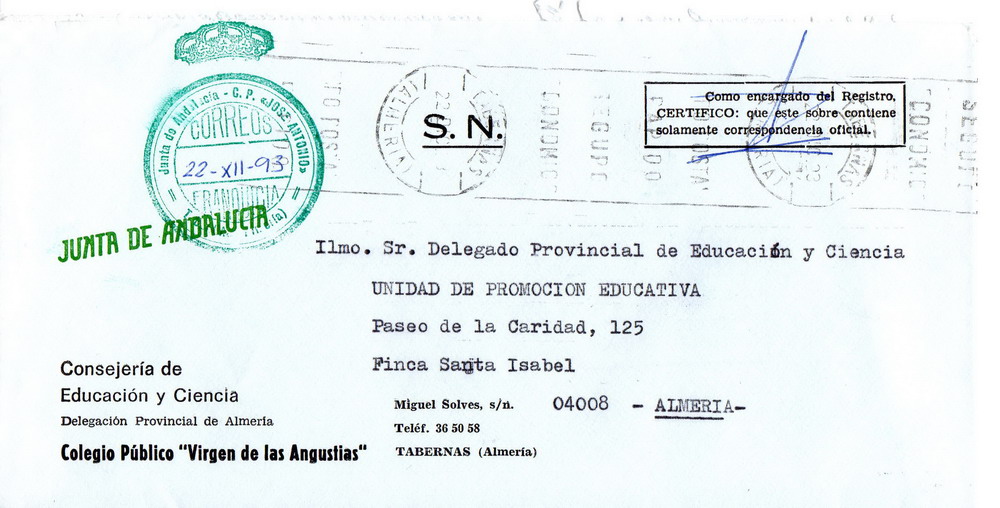 Junta de Andalucia - C. P. «JOSE ANTONIO»
CORREOS
22-XII-93
FRANQUICIA
JUNTA DE ANDALUCIA
S. N.
Como encargado del Registro,
CERTIFICO: que este sobre contiene
solamente correspondencia oficial.
Ilmo. Sr. Delegado Provincial de Educación y Ciencia
UNIDAD DE PROMOCION EDUCATIVA
Paseo de la Caridad, 125
Finca Santa Isabel
04008 - ALMERIA-
Consejería de
Educación y Ciencia
Delegación Provincial de Almería
Colegio Público "Virgen de las Angustias"
Miguel Solves, s/n.
Teléf. 36 50 58
TABERNAS (Almería)